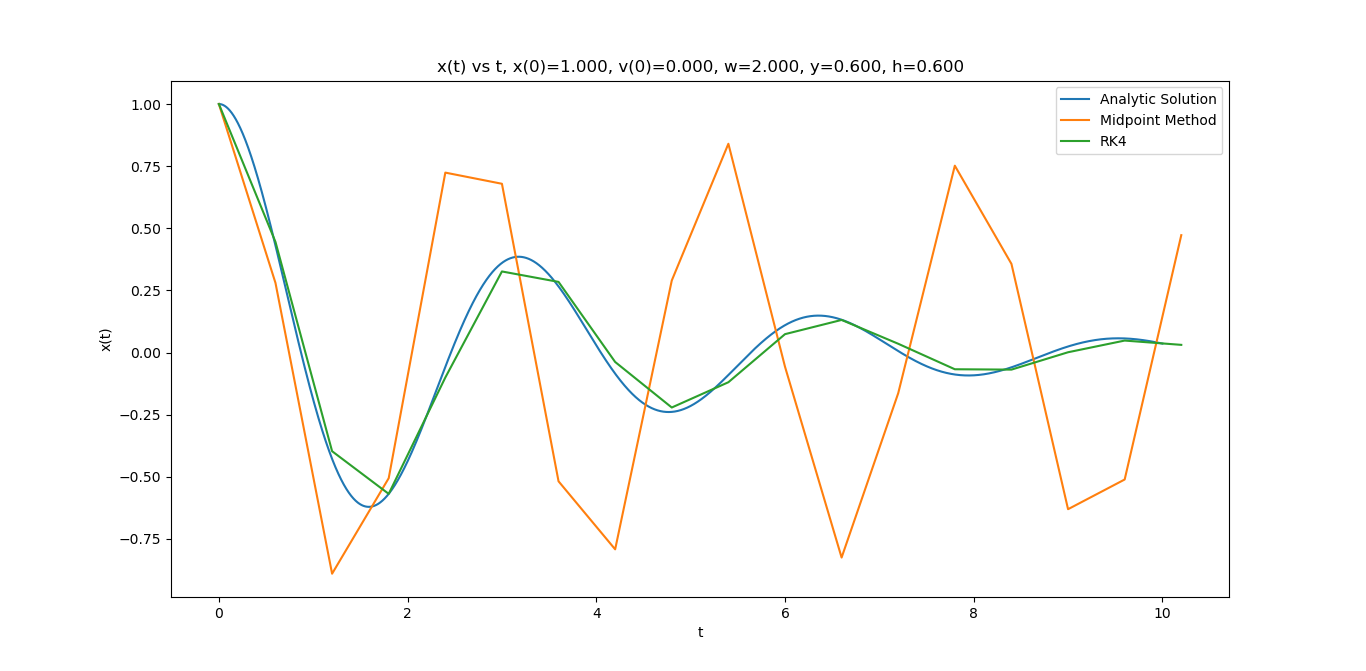 x(t) vs t, x(0)=1.000, v(0)=0.000, w=2.000, y=0.600, h=0.600
Analytic Solution
Midpoint Method
RK4
1.00
0.75
0.50
0.25
0.00
−0.25
−0.50
−0.75
x(t)
0 2 4 6 8 10
t